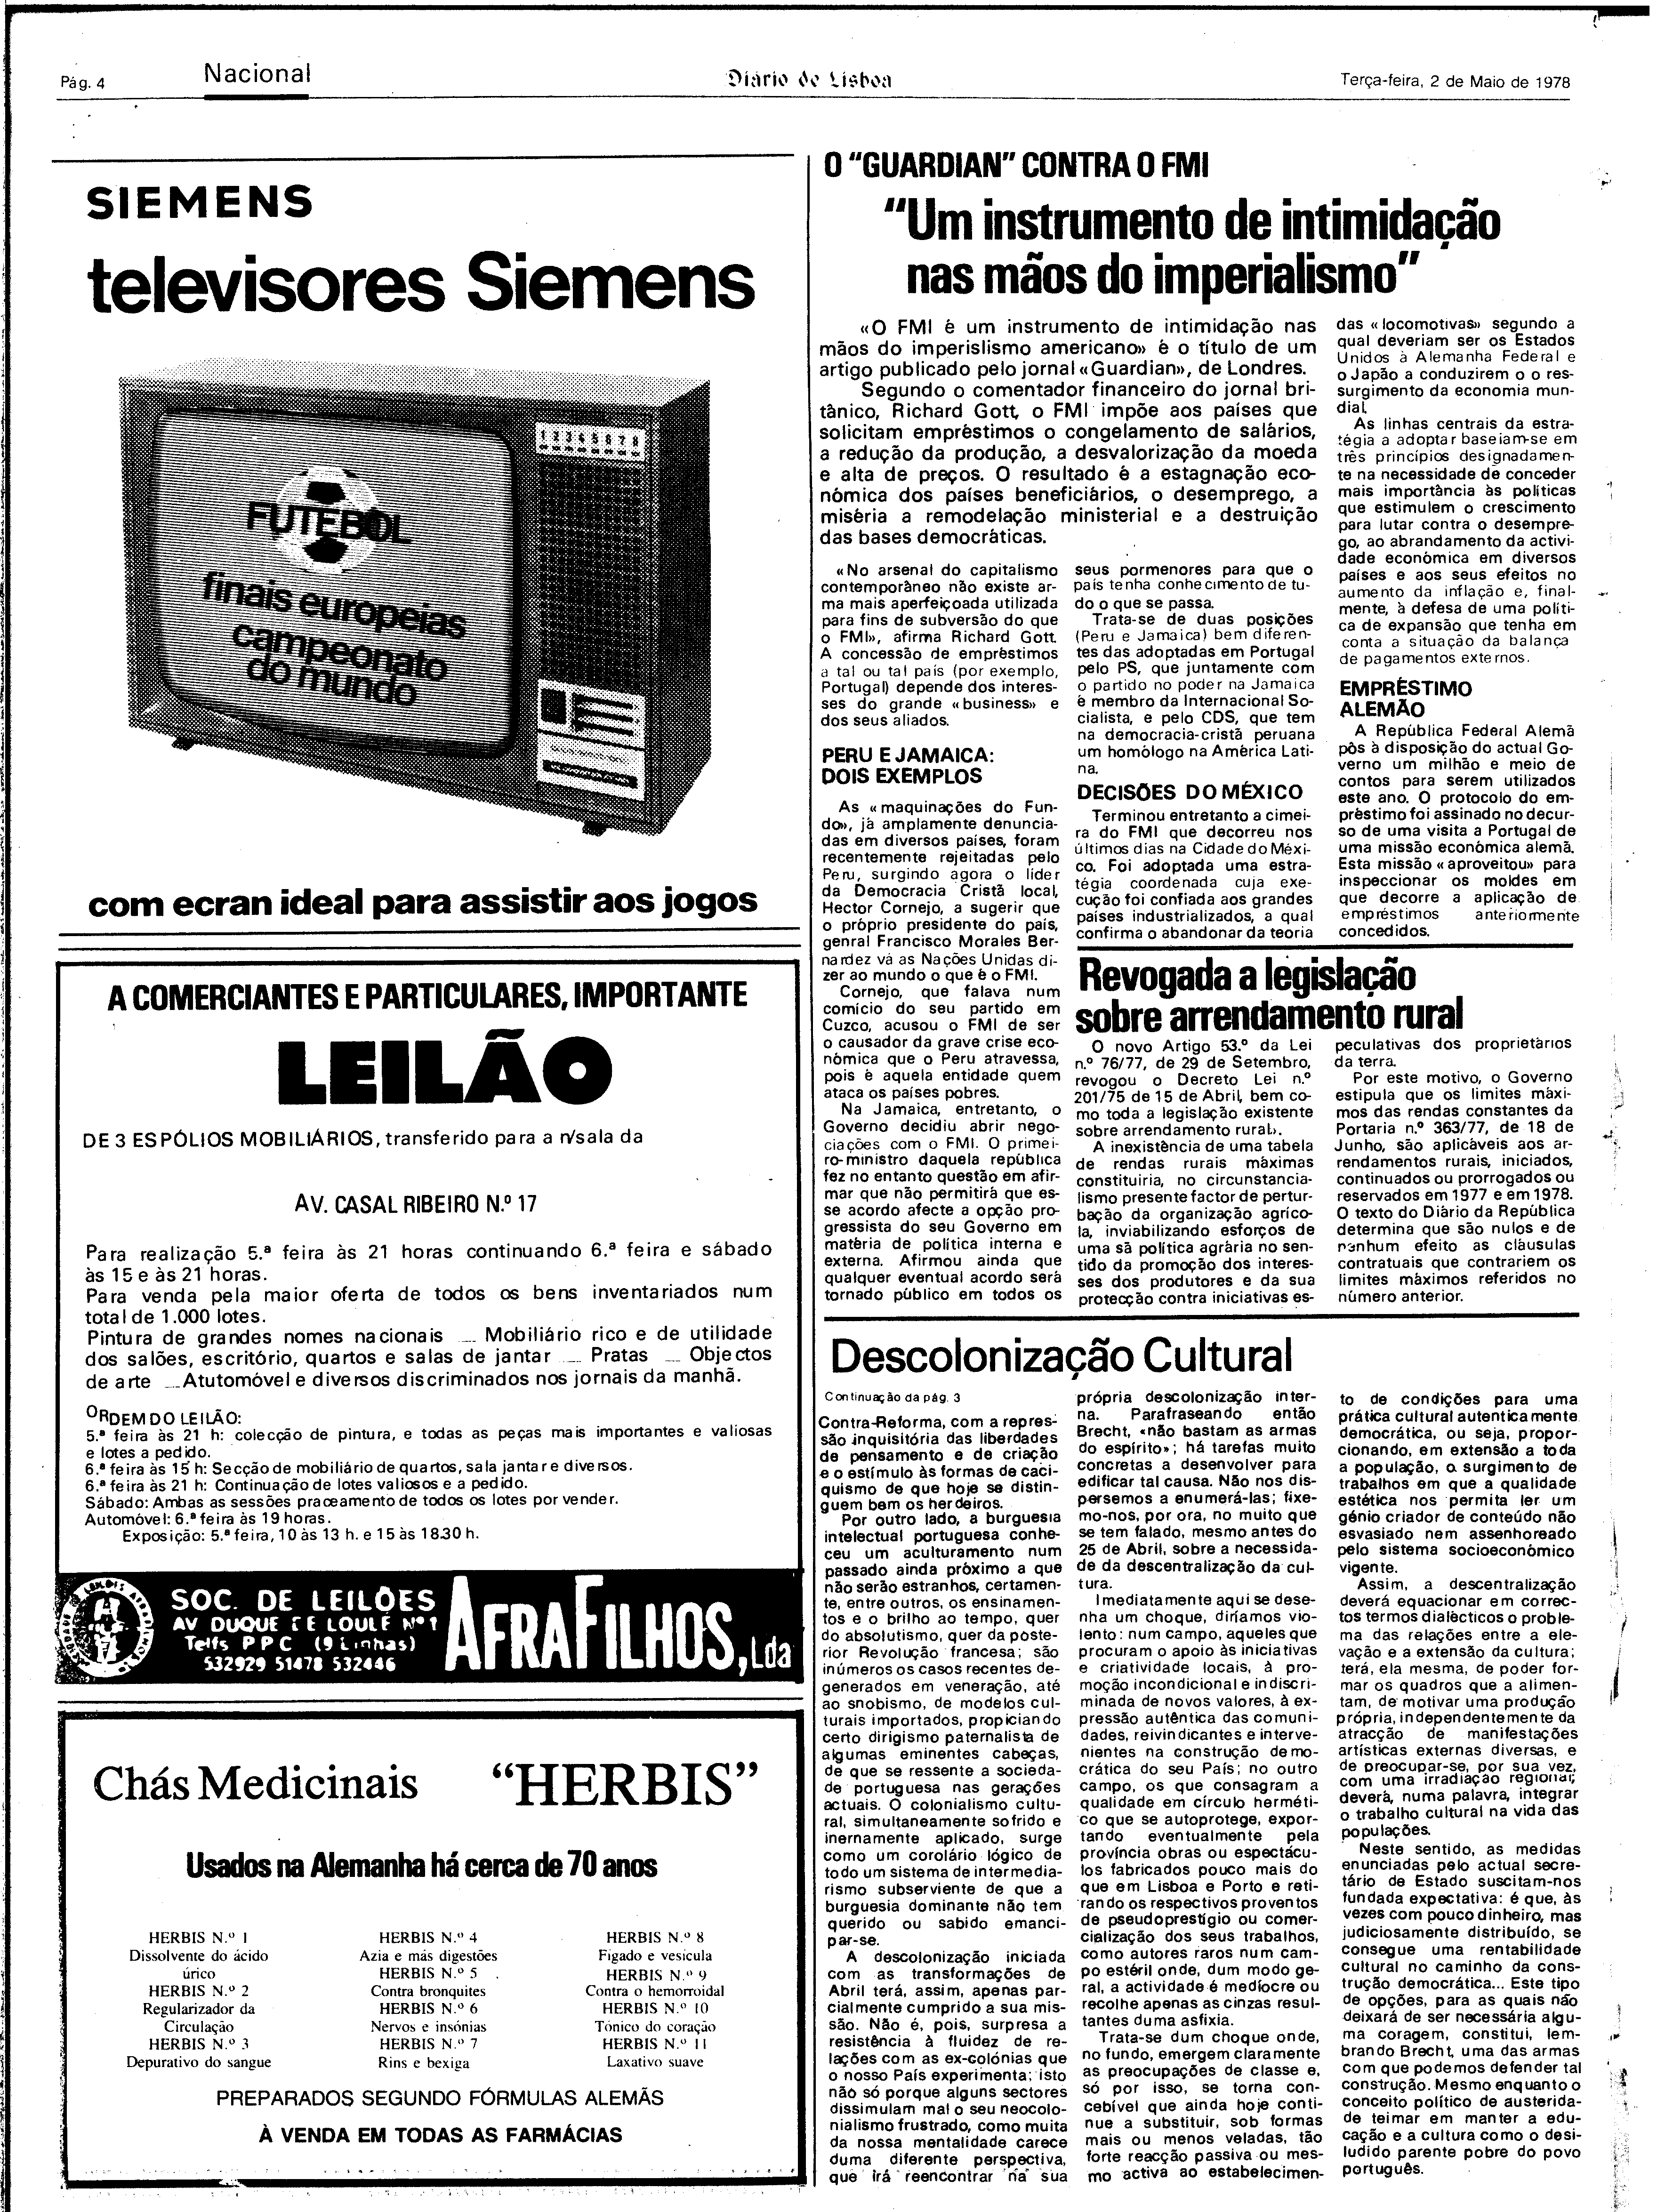 Pág. 4
Nacional
Diário de Lisboa
Terça-feira, 2 de Maio de 1978
SIEMENS
televisores Siemens
1 2 3 4 5 6 7 8
FUTEBOL
finais europeias
campeonato
do mundo
com ecran ideal para assistir aos jogos
A COMERCIANTES E PARTICULARES, IMPORTANTE
LEILÃO
DE 3 ESPÓLIOS MOBILIÁRIOS, transferido para a n/sala da
AV. CASAL RIBEIRO N.º 17
Para realização 5.ª feira às 21 horas continuando 6.ª feira e sábado
às 15 e às 21 horas.
Para venda pela maior oferta de todos os bens inventariados num
total de 1.000 lotes.
Pintura de grandes nomes nacionais __ Mobiliário rico e de utilidade
dos salões, escritório, quartos e salas de jantar __ Pratas __ Objectos
de arte __Atutomóvel e diversos discriminados nos jornais da manhã.
ORDEM DO LEILÃO:
5.ª feira às 21 h: colecção de pintura, e todas as peças mais importantes e valiosas
e lotes a pedido.
6.ª feira às 15 h: Secção de mobiliário de quartos, sala jantar e diversos.
6.ª feira às 21 h: Continuação de lotes valiosos e a pedido.
Sábado: Ambas as sessões praceamento de todos os lotes por vender.
Automóvel: 6.ª feira às 19 horas.
Exposição: 5.ª feira, 10 às 13 h. e 15 às 18.30 h.
SOC. DE LEILÕES
AV DUQUE DE LOULÉ Nº 1
Telfs P P C (9 Linhas)
532929 51478 532446
AFRAFILHOS, Lda
Chás Medicinais "HERBIS"
Usados na Alemanha há cerca de 70 anos
HERBIS N.º 1
Dissolvente do ácido
úrico
HERBIS N.º 2
Regularizador da
Circulação
HERBIS N.º 3
Depurativo do sangue
HERBIS N.º 4
Azia e más digestões
HERBIS N.º 5
Contra bronquites
HERBIS N.º 6
Nervos e insónias
HERBIS N.º 7
Rins e bexiga
HERBIS N.º 8
Fígado e vesícula
HERBIS N.º 9
Contra o hemorroidal
HERBIS N.º 10
Tónico do coração
HERBIS N.º 11
Laxativo suave
PREPARADOS SEGUNDO FÓRMULAS ALEMÃS
À VENDA EM TODAS AS FARMÁCIAS
O "GUARDIAN" CONTRA O FMI
"Um instrumento de intimidação
nas mãos do imperialismo"
«O FMI é um instrumento de intimidação nas
mãos do imperislismo americano» é o título de um
artigo publicado pelo jornal «Guardian», de Londres.
Segundo o comentador financeiro do jornal bri-
tânico, Richard Gott, o FMI impõe aos países que
solicitam empréstimos o congelamento de salários,
a redução da produção, a desvalorização da moeda
e alta de preços. O resultado é a estagnação eco-
nómica dos países beneficiários, o desemprego, a
miséria a remodelação ministerial e a destruição
das bases democráticas.
«No arsenal do capitalismo
contemporâneo não existe ar-
ma mais aperfeiçoada utilizada
para fins de subversão do que
o FMI», afirma Richard Gott.
A concessão de empréstimos
a tal ou tal país (por exemplo,
Portugal) depende dos interes-
ses do grande «business» e
dos seus aliados.
PERU E JAMAICA:
DOIS EXEMPLOS
As «maquinações do Fun-
do», já amplamente denuncia-
das em diversos países, foram
recentemente rejeitadas pelo
Peru, surgindo agora o líder
da Democracia Cristã local,
Hector Cornejo, a sugerir que
o próprio presidente do país,
genral Francisco Morales Ber-
nardez vá as Nações Unidas di-
zer ao mundo o que é o FMI.
Cornejo, que falava num
comício do seu partido em
Cuzco, acusou o FMI de ser
o causador da grave crise eco-
nómica que o Peru atravessa,
pois é aquela entidade quem
ataca os países pobres.
Na Jamaica, entretanto, o
Governo decidiu abrir nego-
ciações com o FMI. O primei-
ro-ministro daquela república
fez no entanto questão em afir-
mar que não permitirá que es-
se acordo afecte a opção pro-
gressista do seu Governo em
matéria de política interna e
externa. Afirmou ainda que
qualquer eventual acordo será
tornado público em todos os
seus pormenores para que o
país tenha conhecimento de tu-
do o que se passa.
Trata-se de duas posições
(Peru e Jamaica) bem diferen-
tes das adoptadas em Portugal
pelo PS, que juntamente com
o partido no poder na Jamaica
é membro da Internacional So-
cialista, e pelo CDS, que tem
na democracia-cristã peruana
um homólogo na América Lati-
na.
DECISÕES DO MÉXICO
Terminou entretanto a cimei-
ra do FMI que decorreu nos
últimos dias na Cidade do Méxi-
co. Foi adoptada uma estra-
tégia coordenada cuja exe-
cução foi confiada aos grandes
países industrializados, a qual
confirma o abandonar da teoria
das «locomotivas» segundo a
qual deveriam ser os Estados
Unidos à Alemanha Federal e
o Japão a conduzirem o o res-
surgimento da economia mun-
dial.
As linhas centrais da estra-
tégia a adoptar baseiam-se em
três princípios designadamen-
te na necessidade de conceder
mais importância às políticas
que estimulem o crescimento
para lutar contra o desempre-
go, ao abrandamento da activi-
dade económica em diversos
países e aos seus efeitos no
aumento da inflação e, final-
mente, à defesa de uma políti-
ca de expansão que tenha em
conta a situação da balança
de pagamentos externos.
EMPRÉSTIMO
ALEMÃO
A República Federal Alemã
pôs à disposição do actual Go-
verno um milhão e meio de
contos para serem utilizados
este ano. O protocolo do em-
préstimo foi assinado no decur-
so de uma visita a Portugal de
uma missão económica alemã.
Esta missão «aproveitou» para
inspeccionar os moldes em
que decorre a aplicação de
empréstimos anteriormente
concedidos.
Revogada a legislação
sobre arrendamento rural
O novo Artigo 53.º da Lei
n.º 76/77, de 29 de Setembro,
revogou o Decreto Lei n.º
201/75 de 15 de Abril, bem co-
mo toda a legislação existente
sobre arrendamento rural».
A inexistência de uma tabela
de rendas rurais máximas
constituiria, no circunstancia-
lismo presente factor de pertur-
bação da organização agríco-
la, inviabilizando esforços de
uma sã política agrária no sen-
tido da promoção dos interes-
ses dos produtores e da sua
protecção contra iniciativas es-
peculativas dos proprietários
da terra.
Por este motivo, o Governo
estipula que os limites máxi-
mos das rendas constantes da
Portaria n.º 363/77, de 18 de
Junho, são aplicáveis aos ar-
rendamentos rurais, iniciados,
continuados ou prorrogados ou
reservados em 1977 e em 1978.
O texto do Diário da República
determina que são nulos e de
nenhum efeito as cláusulas
contratuais que contrariem os
limites máximos referidos no
número anterior.
Descolonização Cultural
Continuação da pág. 3
Contra-Reforma, com a repres-
são inquisitória das liberdades
de pensamento e de criação
e o estímulo às formas de caci-
quismo de que hoje se distin-
guem bem os herdeiros.
Por outro lado, a burguesia
intelectual portuguesa conhe-
ceu um aculturamento num
passado ainda próximo a que
não serão estranhos, certamen-
te, entre outros, os ensinamen-
tos e o brilho ao tempo, quer
do absolutismo, quer da poste-
rior Revolução francesa; são
inúmeros os casos recentes de-
generados em veneração, até
ao snobismo, de modelos cul-
turais importados, propiciando
certo dirigismo paternalista de
algumas eminentes cabeças,
de que se ressente a socieda-
de portuguesa nas gerações
actuais. O colonialismo cultu-
ral, simultaneamente sofrido e
inernamente aplicado, surge
como um corolário lógico de
todo um sistema de intermedia-
rismo subserviente de que a
burguesia dominante não tem
querido ou sabido emanci-
par-se.
A descolonização iniciada
com as transformações de
Abril terá, assim, apenas par-
cialmente cumprido a sua mis-
são. Não é, pois, surpresa a
resistência à fluidez de re-
lações com as ex-colónias que
o nosso País experimenta; isto
não só porque alguns sectores
dissimulam mal o seu neocolo-
nialismo frustrado, como muita
da nossa mentalidade carece
duma diferente perspectiva,
que irá reencontrar na sua
própria descolonização inter-
na. Parafraseando então
Brecht, «não bastam as armas
do espírito»; há tarefas muito
concretas a desenvolver para
edificar tal causa. Não nos dis-
persemos a enumerá-las; fixe-
mo-nos, por ora, no muito que
se tem falado, mesmo antes do
25 de Abril, sobre a necessida-
de da descentralização da cul-
tura.
Imediatamente aqui se dese-
nha um choque, diríamos vio-
lento: num campo, aqueles que
procuram o apoio às iniciativas
e criatividade locais, à pro-
moção incondicional e indiscri-
minada de novos valores, à ex-
pressão autêntica das comuni-
dades, reivindicantes e interve-
nientes na construção demo-
crática do seu País; no outro
campo, os que consagram a
qualidade em círculo herméti-
co que se autoprotege, expor-
tando eventualmente pela
província obras ou espectácu-
los fabricados pouco mais do
que em Lisboa e Porto e reti-
rando os respectivos proventos
de pseudoprestígio ou comer-
cialização dos seus trabalhos,
como autores raros num cam-
po estéril onde, dum modo ge-
ral, a actividade é medíocre ou
recolhe apenas as cinzas resul-
tantes duma asfixia.
Trata-se dum choque onde,
no fundo, emergem claramente
as preocupações de classe e,
só por isso, se torna con-
cebível que ainda hoje conti-
nue a substituir, sob formas
mais ou menos veladas, tão
forte reacção passiva ou mes-
mo activa ao estabelecimen-
to de condições para uma
prática cultural autenticamente
democrática, ou seja, propor-
cionando, em extensão a toda
a população, o surgimento de
trabalhos em que a qualidade
estética nos permita ler um
génio criador de conteúdo não
esvasiado nem assenhoreado
pelo sistema socioeconómico
vigente.
Assim, a descentralização
deverá equacionar em correc-
tos termos dialécticos o proble-
ma das relações entre a ele-
vação e a extensão da cultura;
terá, ela mesma, de poder for-
mar os quadros que a alimen-
tam, de motivar uma produção
própria, independentemente da
atracção de manifestações
artísticas externas diversas, e
de preocupar-se, por sua vez,
com uma irradiação regional;
deverá, numa palavra, integrar
o trabalho cultural na vida das
populações.
Neste sentido, as medidas
enunciadas pelo actual secre-
tário de Estado suscitam-nos
fundada expectativa: é que, às
vezes com pouco dinheiro, mas
judiciosamente distribuído, se
consegue uma rentabilidade
cultural no caminho da cons-
trução democrática... Este tipo
de opções, para as quais não
deixará de ser necessária algu-
ma coragem, constitui, lem-
brando Brecht, uma das armas
com que podemos defender tal
construção. Mesmo enquanto o
conceito político de austerida-
de teimar em manter a edu-
cação e a cultura como o desi-
ludido parente pobre do povo
português.